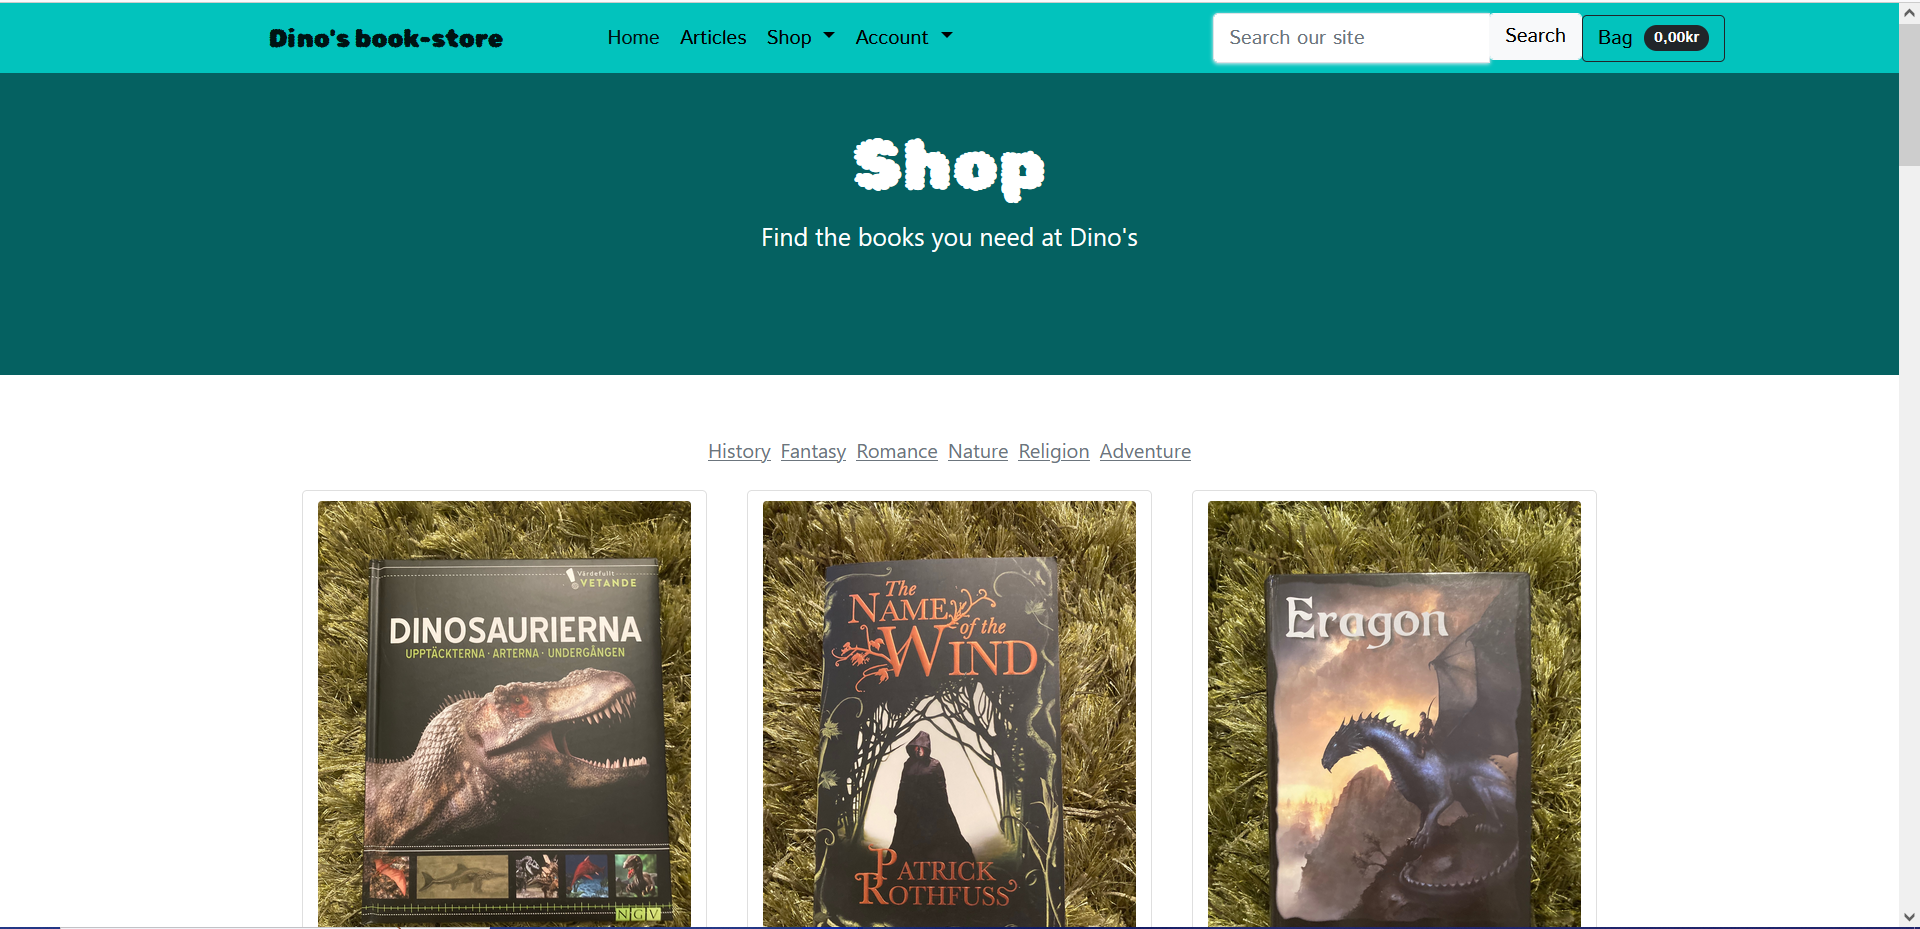 Dino's book-store
Home Articles Shop Account
Search our site
Search
Bag 0,00kr
Shop
Find the books you need at Dino's
History Fantasy Romance Nature Religion Adventure
Värdefullt
VETANDE
DINOSAURIERNA
UPPTÄCKTERNA · ARTERNA · UNDERGÅNGEN
NGV
The
NAME
of the
WIND
PATRICK
ROTHFUSS
Eragon